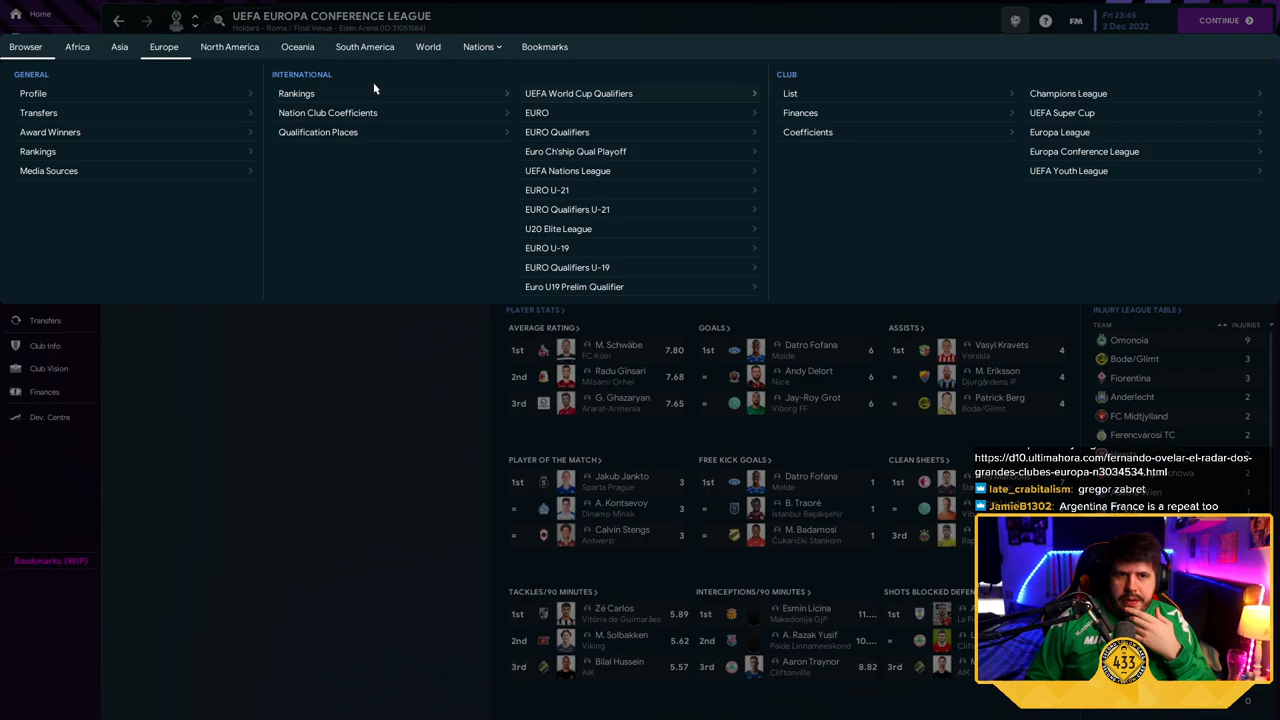 Home
UEFA EUROPA CONFERENCE LEAGUE
Holders - Roma / Final Venue - Eden Arena (ID:31051584)
FM
Fri 23:45
2 Dec 2022
CONTINUE
Browser Africa Asia Europe North America Oceania South America World Nations Bookmarks
GENERAL
Profile
Transfers
Award Winners
Rankings
Media Sources
INTERNATIONAL
Rankings
Nation Club Coefficients
Qualification Places
UEFA World Cup Qualifiers
EURO
EURO Qualifiers
Euro Ch'ship Qual Playoff
UEFA Nations League
EURO U-21
EURO Qualifiers U-21
U20 Elite League
EURO U-19
EURO Qualifiers U-19
Euro U19 Prelim Qualifier
CLUB
List
Finances
Coefficients
Champions League
UEFA Super Cup
Europa League
Europa Conference League
UEFA Youth League
Transfers
Club Info
Club Vision
Finances
Dev. Centre
Bookmarks (WIP)
PLAYER STATS
AVERAGE RATING
1st M. Schwäbe 7.80
FC Köln
2nd Radu Gînsari 7.68
Milsami Orhei
3rd G. Ghazaryan 7.65
Ararat-Armenia
GOALS
1st Datro Fofana 6
Molde
= Andy Delort 6
Nice
= Jay-Roy Grot 6
Viborg FF
ASSISTS
1st Vasyl Kravets 4
Vorskla
= M. Eriksson 4
Djurgårdens IF
= Patrick Berg 4
Bodø/Glimt
PLAYER OF THE MATCH
1st Jakub Jankto 3
Sparta Prague
= A. Kontsevoy 3
Dinamo Minsk
= Calvin Stengs 3
Antwerp
FREE KICK GOALS
1st Datro Fofana 1
Molde
= B. Traoré 1
İstanbul Başakşehir
= M. Badamosi 1
Čukarički Stankom
CLEAN SHEETS
1st
=
3rd
TACKLES/90 MINUTES
1st Zé Carlos 5.89
Vitória de Guimarães
2nd M. Solbakken 5.62
Viking
3rd Bilal Hussein 5.57
AIK
INTERCEPTIONS/90 MINUTES
1st Esmin Licina 11....
Makedonija GjP
2nd A. Razak Yusif 10....
Paide Linnameeskond
3rd Aaron Traynor 8.82
Cliftonville
SHOTS BLOCKED DEFEN
1st
=
3rd
INJURY LEAGUE TABLE
TEAM INJURIES
Omonoia 9
Bodø/Glimt 3
Fiorentina 3
Anderlecht 2
FC Midtjylland 2
Ferencvárosi TC 2
https://d10.ultimahora.com/fernando-ovelar-el-radar-dos-
grandes-clubes-europa-n3034534.html
late_crabitalism: gregor zabret
JamieB1302: Argentina France is a repeat too
433
0